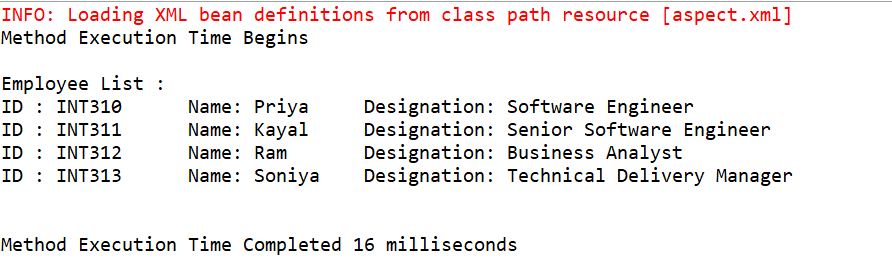 INFO: Loading XML bean definitions from class path resource [aspect.xml]
Method Execution Time Begins
Employee List :
ID : INT310 Name: Priya Designation: Software Engineer
ID : INT311 Name: Kayal Designation: Senior Software Engineer
ID : INT312 Name: Ram Designation: Business Analyst
ID : INT313 Name: Soniya Designation: Technical Delivery Manager
Method Execution Time Completed 16 milliseconds